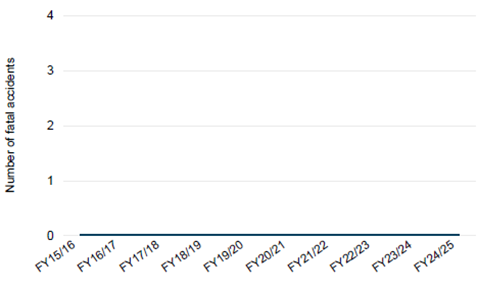 Number of fatal accidents
4
3
2
1
0
FY15/16
FY16/17
FY17/18
FY18/19
FY19/20
FY20/21
FY21/22
FY22/23
FY23/24
FY24/25